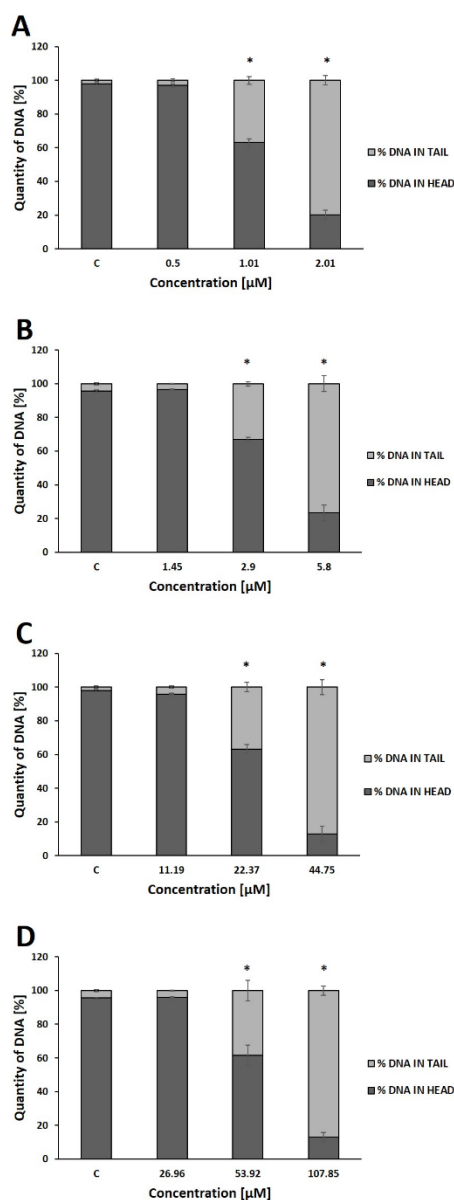 A
Quantity of DNA [%]
120
100
80
60
40
20
0
* *
C 0.5 1.01 2.01
Concentration [µM]
% DNA IN TAIL
% DNA IN HEAD
B
Quantity of DNA [%]
120
100
80
60
40
20
0
* *
C 1.45 2.9 5.8
Concentration [µM]
% DNA IN TAIL
% DNA IN HEAD
C
Quantity of DNA [%]
120
100
80
60
40
20
0
* *
C 11.19 22.37 44.75
Concentration [µM]
% DNA IN TAIL
% DNA IN HEAD
D
Quantity of DNA [%]
120
100
80
60
40
20
0
* *
C 26.96 53.92 107.85
Concentration [µM]
% DNA IN TAIL
% DNA IN HEAD